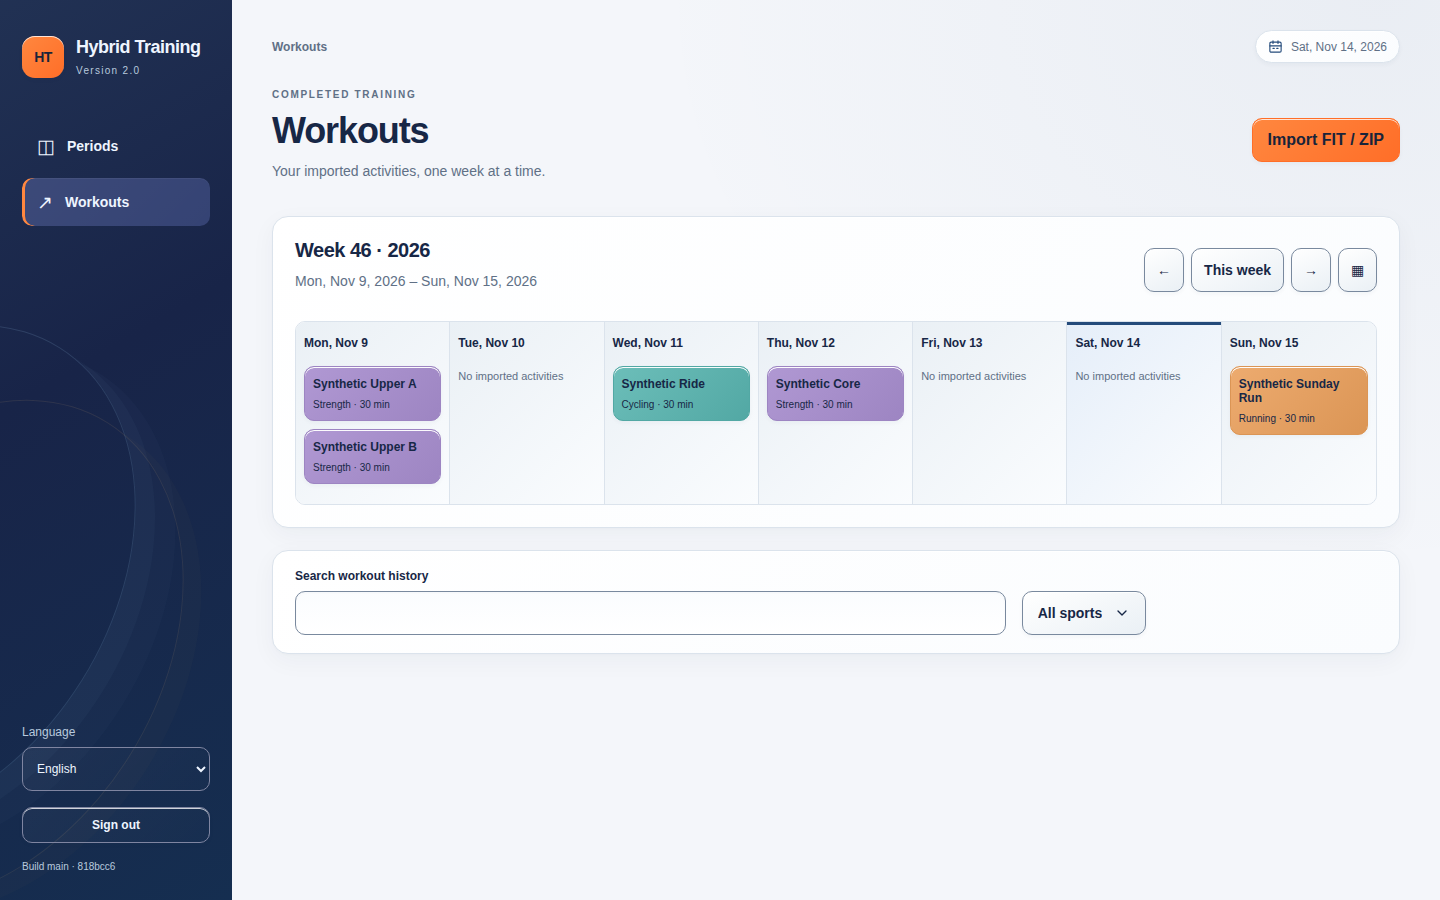 HT
Hybrid Training
Version 2.0
Periods
Workouts
Language
English
Sign out
Build main · 818bcc6
Workouts
Sat, Nov 14, 2026
COMPLETED TRAINING
Workouts
Your imported activities, one week at a time.
Import FIT / ZIP
Week 46 · 2026
Mon, Nov 9, 2026 – Sun, Nov 15, 2026
←
This week
→
Mon, Nov 9
Synthetic Upper A
Strength · 30 min
Synthetic Upper B
Strength · 30 min
Tue, Nov 10
No imported activities
Wed, Nov 11
Synthetic Ride
Cycling · 30 min
Thu, Nov 12
Synthetic Core
Strength · 30 min
Fri, Nov 13
No imported activities
Sat, Nov 14
No imported activities
Sun, Nov 15
Synthetic Sunday
Run
Running · 30 min
Search workout history
All sports